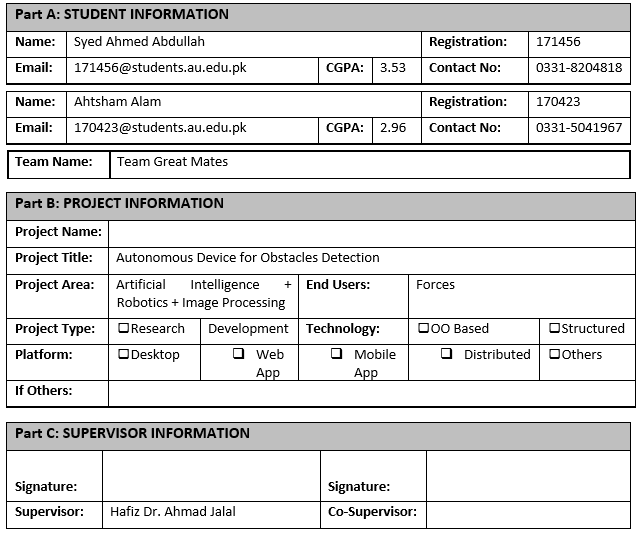 Part A: STUDENT INFORMATION
Name: Syed Ahmed Abdullah Registration: 171456
Email: 171456@students.au.edu.pk CGPA: 3.53 Contact No: 0331-8204818
Name: Ahtsham Alam Registration: 170423
Email: 170423@students.au.edu.pk CGPA: 2.96 Contact No: 0331-5041967
Team Name: Team Great Mates
Part B: PROJECT INFORMATION
Project Name:
Project Title: Autonomous Device for Obstacles Detection
Project Area: Artificial Intelligence + End Users: Forces
Robotics + Image Processing
Project Type: ❑Research Development Technology: ❑OO Based ❑Structured
Platform: ❑Desktop ❑ Web ❑ Mobile ❑ Distributed ❑Others
App App
If Others:
Part C: SUPERVISOR INFORMATION
Signature: Signature:
Supervisor: Hafiz Dr. Ahmad Jalal Co-Supervisor: